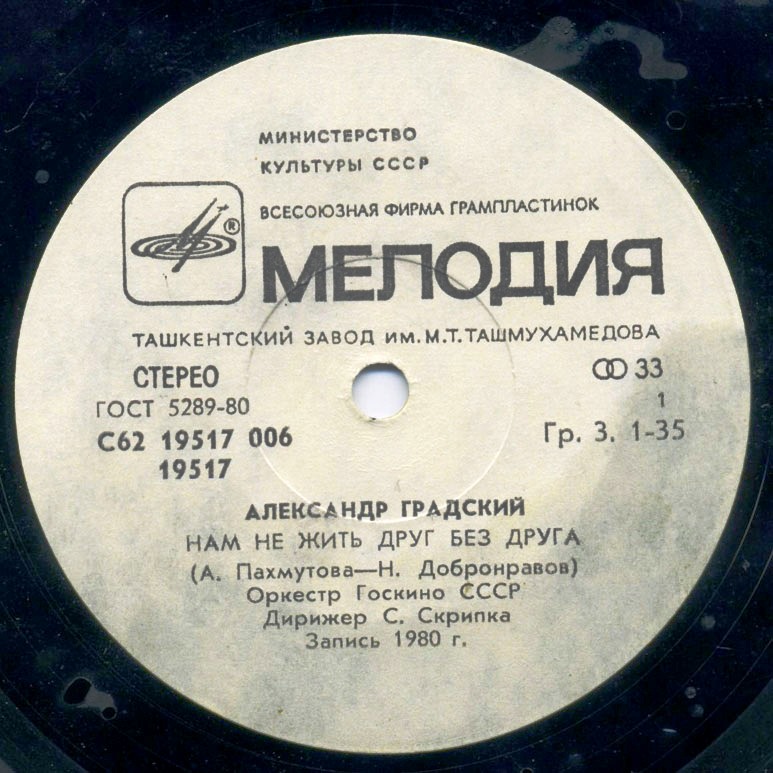 МИНИСТЕРСТВО
КУЛЬТУРЫ СССР
ВСЕСОЮЗНАЯ ФИРМА ГРАМПЛАСТИНОК
®
МЕЛОДИЯ
ТАШКЕНТСКИЙ ЗАВОД ИМ. М.Т. ТАШМУХАМЕДОВА
СТЕРЕО
33
ГОСТ 5289-80
1
С62 19517 006
Гр. 3. 1-35
19517
АЛЕКСАНДР ГРАДСКИЙ
НАМ НЕ ЖИТЬ ДРУГ БЕЗ ДРУГА
(А. Пахмутова—Н. Добронравов)
Оркестр Госкино СССР
Дирижер С. Скрипка
Запись 1980 г.